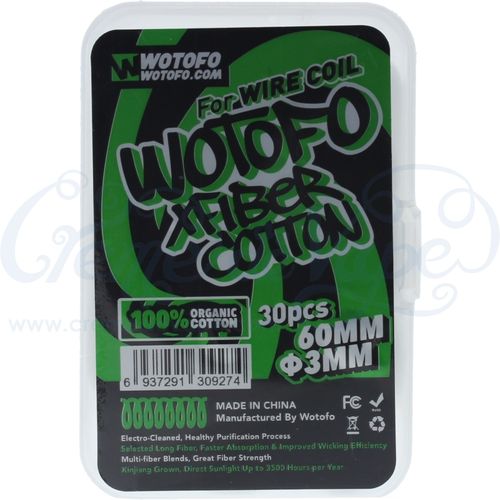 WOTOFO
WOTOFO.COM
For WIRE COIL
WOTOFO
XFIBER
COTTON
100% ORGANIC COTTON
30pcs
60MM
Φ3MM
6 937291 309274
MADE IN CHINA
Manufactured By Wotofo
FC
RoHS
Electro-Cleaned, Healthy Purification Process
Selected Long Fiber, Faster Absorption & Improved Wicking Efficiency
Multi-fiber Blends, Great Fiber Strength
Xinjiang Grown, Direct Sunlight Up to 3500 Hours per Year